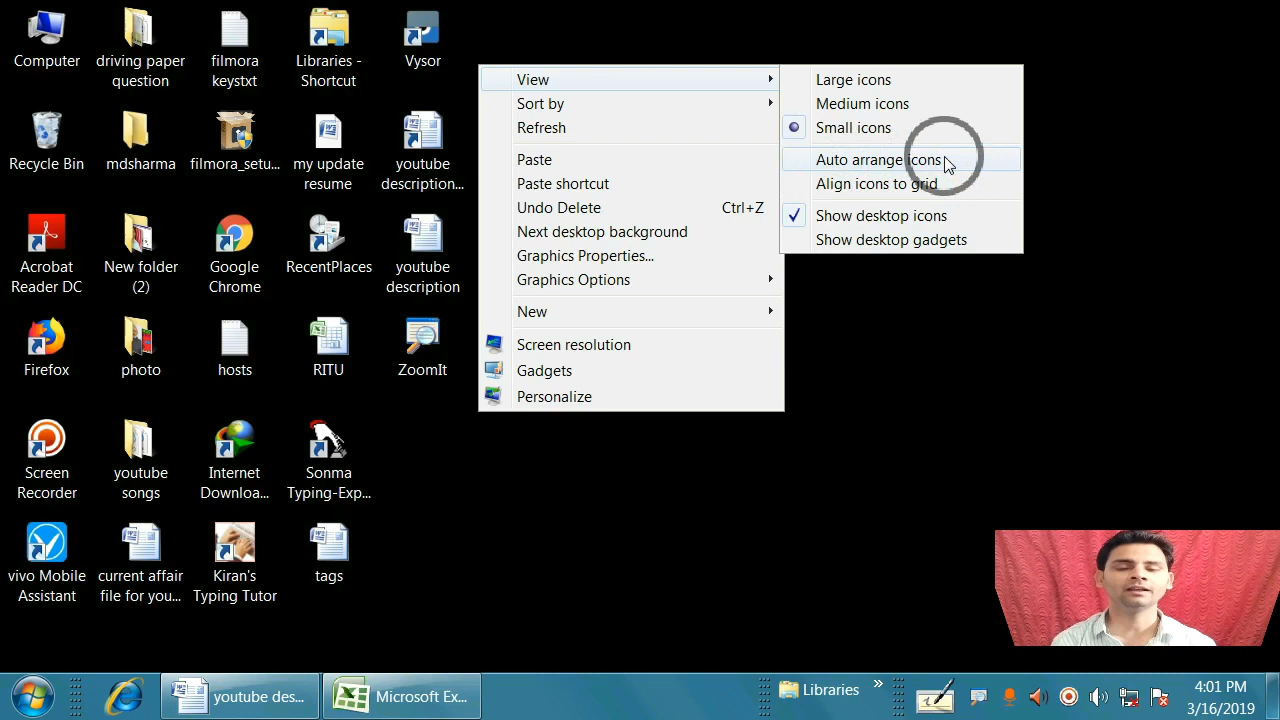 Computer
driving paper
question
filmora
keystxt
Libraries -
Shortcut
Vysor
Recycle Bin
mdsharma
filmora_setu...
my update
resume
youtube
description...
Acrobat
Reader DC
New folder
(2)
Google
Chrome
RecentPlaces
youtube
description
Firefox
photo
hosts
RITU
ZoomIt
Screen
Recorder
youtube
songs
Internet
Downloa...
Sonma
Typing-Exp...
vivo Mobile
Assistant
current affair
file for you...
Kiran's
Typing Tutor
tags
View
Sort by
Refresh
Paste
Paste shortcut
Undo Delete Ctrl+Z
Next desktop background
Graphics Properties...
Graphics Options
New
Screen resolution
Gadgets
Personalize
Large icons
Medium icons
Small icons
Auto arrange icons
Align icons to grid
Show desktop icons
Show desktop gadgets
youtube des...
Microsoft Ex...
Libraries
4:01 PM
3/16/2019